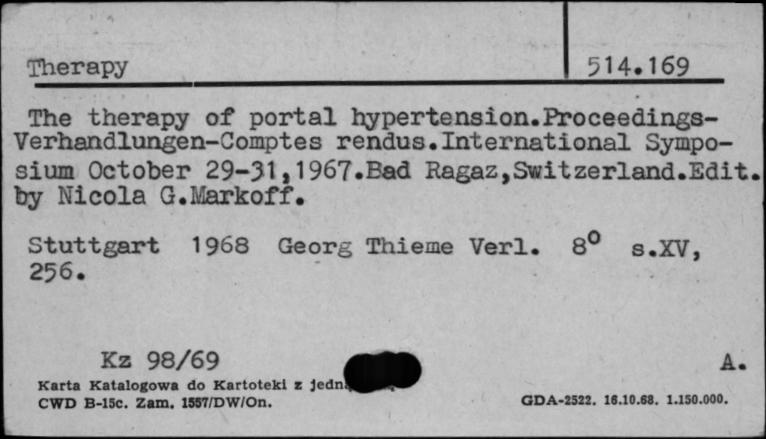 Therapy 514.169
The therapy of portal hypertension.Proceedings-
Verhandlungen-Comptes rendus.International Sympo-
sium October 29-31,1967.Bad Ragaz,Switzerland.Edit.
by Nicola G.Markoff.
Stuttgart 1968 Georg Thieme Verl. 8° s.XV,
256.
Kz 98/69 A.
Karta Katalogowa do Kartoteki z
CWD B-15c. Zam. 1557/DW/On. GDA-2522. 16.10.68. 1.150.000.